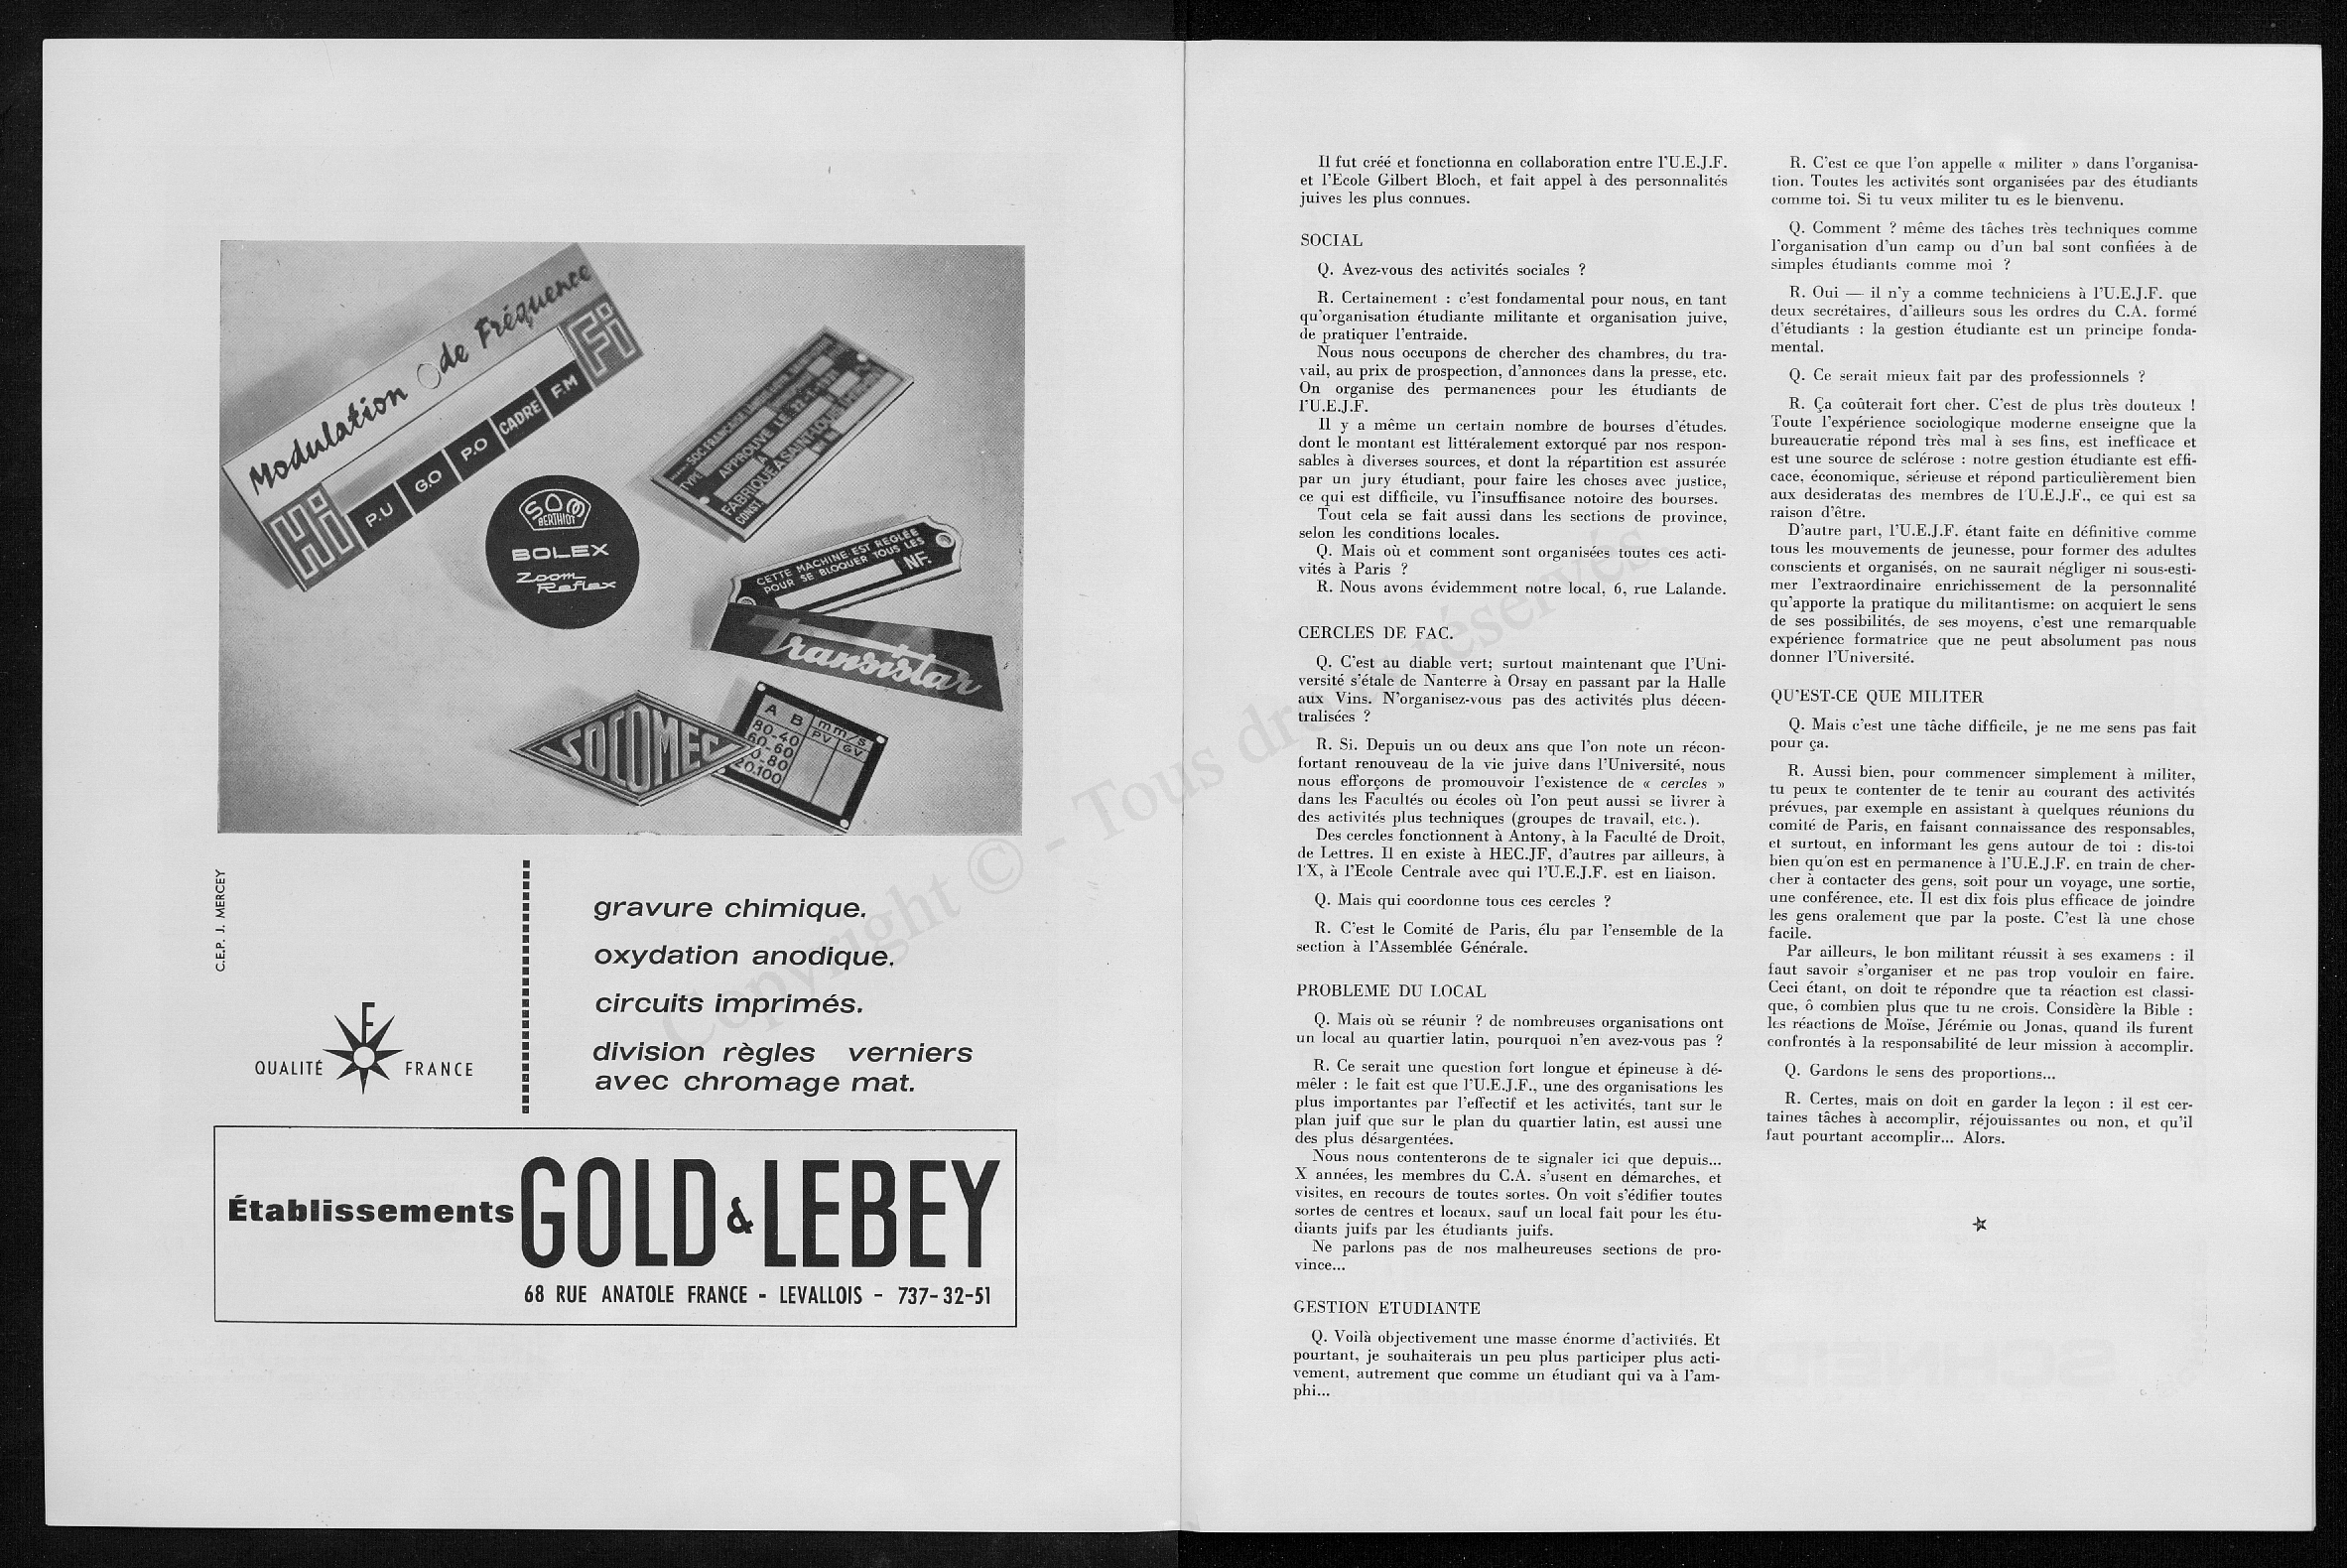 Modulation de Fréquence
Hi P.U G.O P.O CADRE F.M Fi
SOM
BERTHIOT
BOLEX
Zoom
Reflex
TYPE
APPROUVÉ LE
A
FABRIQUÉ A SAINT-LOUIS
CONST.
CETTE MACHINE EST RÉGLÉE
POUR SE BLOQUER TOUS LES
NF.
Transistar
SOCOMEC
A B mm/s
80-40 PV GV
60-60
0-80
20.100
C.E.P. J. MERCEY
gravure chimique.
oxydation anodique.
circuits imprimés.
division règles verniers
avec chromage mat.
F
QUALITÉ FRANCE
Établissements GOLD & LEBEY
68 RUE ANATOLE FRANCE - LEVALLOIS - 737-32-51
Il fut créé et fonctionna en collaboration entre l'U.E.J.F.
et l'Ecole Gilbert Bloch, et fait appel à des personnalités
juives les plus connues.
SOCIAL
Q. Avez-vous des activités sociales ?
R. Certainement : c'est fondamental pour nous, en tant
qu'organisation étudiante militante et organisation juive,
de pratiquer l'entraide.
Nous nous occupons de chercher des chambres, du tra-
vail, au prix de prospection, d'annonces dans la presse, etc.
On organise des permanences pour les étudiants de
l'U.E.J.F.
Il y a même un certain nombre de bourses d'études.
dont le montant est littéralement extorqué par nos respon-
sables à diverses sources, et dont la répartition est assurée
par un jury étudiant, pour faire les choses avec justice,
ce qui est difficile, vu l'insuffisance notoire des bourses.
Tout cela se fait aussi dans les sections de province,
selon les conditions locales.
Q. Mais où et comment sont organisées toutes ces acti-
vités à Paris ?
R. Nous avons évidemment notre local, 6, rue Lalande.
CERCLES DE FAC.
Q. C'est au diable vert; surtout maintenant que l'Uni-
versité s'étale de Nanterre à Orsay en passant par la Halle
aux Vins. N'organisez-vous pas des activités plus décen-
tralisées ?
R. Si. Depuis un ou deux ans que l'on note un récon-
fortant renouveau de la vie juive dans l'Université, nous
nous efforçons de promouvoir l'existence de « cercles »
dans les Facultés ou écoles où l'on peut aussi se livrer à
des activités plus techniques (groupes de travail, etc.).
Des cercles fonctionnent à Antony, à la Faculté de Droit,
de Lettres. Il en existe à HEC.JF, d'autres par ailleurs, à
l'X, à l'Ecole Centrale avec qui l'U.E.J.F. est en liaison.
Q. Mais qui coordonne tous ces cercles ?
R. C'est le Comité de Paris, élu par l'ensemble de la
section à l'Assemblée Générale.
PROBLEME DU LOCAL
Q. Mais où se réunir ? de nombreuses organisations ont
un local au quartier latin, pourquoi n'en avez-vous pas ?
R. Ce serait une question fort longue et épineuse à dé-
mêler : le fait est que l'U.E.J.F., une des organisations les
plus importantes par l'effectif et les activités, tant sur le
plan juif que sur le plan du quartier latin, est aussi une
des plus désargentées.
Nous nous contenterons de te signaler ici que depuis...
X années, les membres du C.A. s'usent en démarches, et
visites, en recours de toutes sortes. On voit s'édifier toutes
sortes de centres et locaux, sauf un local fait pour les étu-
diants juifs par les étudiants juifs.
Ne parlons pas de nos malheureuses sections de pro-
vince...
GESTION ETUDIANTE
Q. Voilà objectivement une masse énorme d'activités. Et
pourtant, je souhaiterais un peu plus participer plus acti-
vement, autrement que comme un étudiant qui va à l'am-
phi...
R. C'est ce que l'on appelle « militer » dans l'organisa-
tion. Toutes les activités sont organisées par des étudiants
comme toi. Si tu veux militer tu es le bienvenu.
Q. Comment ? même des tâches très techniques comme
l'organisation d'un camp ou d'un bal sont confiées à de
simples étudiants comme moi ?
R. Oui — il n'y a comme techniciens à l'U.E.J.F. que
deux secrétaires, d'ailleurs sous les ordres du C.A. formé
d'étudiants : la gestion étudiante est un principe fonda-
mental.
Q. Ce serait mieux fait par des professionnels ?
R. Ça coûterait fort cher. C'est de plus très douteux !
Toute l'expérience sociologique moderne enseigne que la
bureaucratie répond très mal à ses fins, est inefficace et
est une source de sclérose : notre gestion étudiante est effi-
cace, économique, sérieuse et répond particulièrement bien
aux desideratas des membres de l'U.E.J.F., ce qui est sa
raison d'être.
D'autre part, l'U.E.J.F. étant faite en définitive comme
tous les mouvements de jeunesse, pour former des adultes
conscients et organisés, on ne saurait négliger ni sous-esti-
mer l'extraordinaire enrichissement de la personnalité
qu'apporte la pratique du militantisme: on acquiert le sens
de ses possibilités, de ses moyens, c'est une remarquable
expérience formatrice que ne peut absolument pas nous
donner l'Université.
QU'EST-CE QUE MILITER
Q. Mais c'est une tâche difficile, je ne me sens pas fait
pour ça.
R. Aussi bien, pour commencer simplement à militer,
tu peux te contenter de te tenir au courant des activités
prévues, par exemple en assistant à quelques réunions du
comité de Paris, en faisant connaissance des responsables,
et surtout, en informant les gens autour de toi : dis-toi
bien qu'on est en permanence à l'U.E.J.F. en train de cher-
cher à contacter des gens, soit pour un voyage, une sortie,
une conférence, etc. Il est dix fois plus efficace de joindre
les gens oralement que par la poste. C'est là une chose
facile.
Par ailleurs, le bon militant réussit à ses examens : il
faut savoir s'organiser et ne pas trop vouloir en faire.
Ceci étant, on doit te répondre que ta réaction est classi-
que, ô combien plus que tu ne crois. Considère la Bible :
les réactions de Moïse, Jérémie ou Jonas, quand ils furent
confrontés à la responsabilité de leur mission à accomplir.
Q. Gardons le sens des proportions...
R. Certes, mais on doit en garder la leçon : il est cer-
taines tâches à accomplir, réjouissantes ou non, et qu'il
faut pourtant accomplir... Alors.
Copyright © - Tous droits réservés